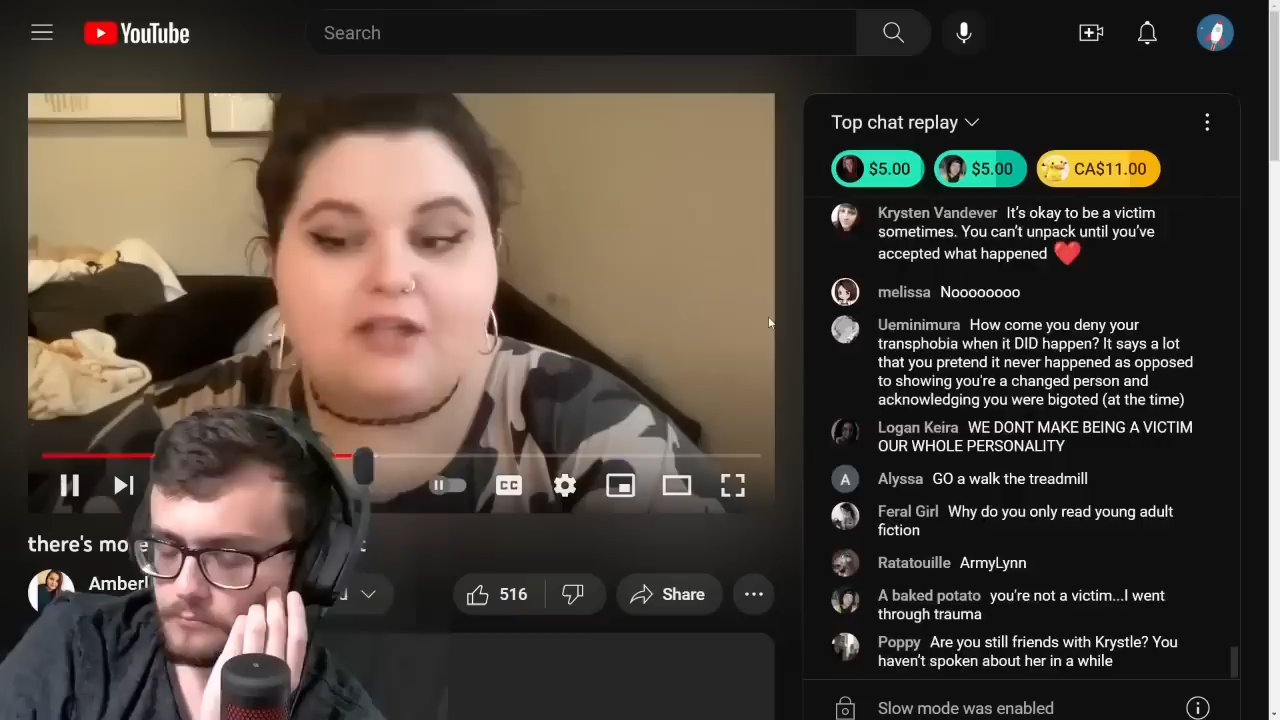 YouTube
Search
Top chat replay
$5.00
$5.00
CA$11.00
Krysten Vandever It's okay to be a victim
sometimes. You can't unpack until you've
accepted what happened
melissa Noooooooo
Ueminimura How come you deny your
transphobia when it DID happen? It says a lot
that you pretend it never happened as opposed
to showing you're a changed person and
acknowledging you were bigoted (at the time)
Logan Keira WE DONT MAKE BEING A VICTIM
OUR WHOLE PERSONALITY
A Alyssa GO a walk the treadmill
Feral Girl Why do you only read young adult
fiction
Ratatouille ArmyLynn
A baked potato you're not a victim...I went
through trauma
Poppy Are you still friends with Krystle? You
haven't spoken about her in a while
Slow mode was enabled
CC
there's mo
Amberl
516
Share